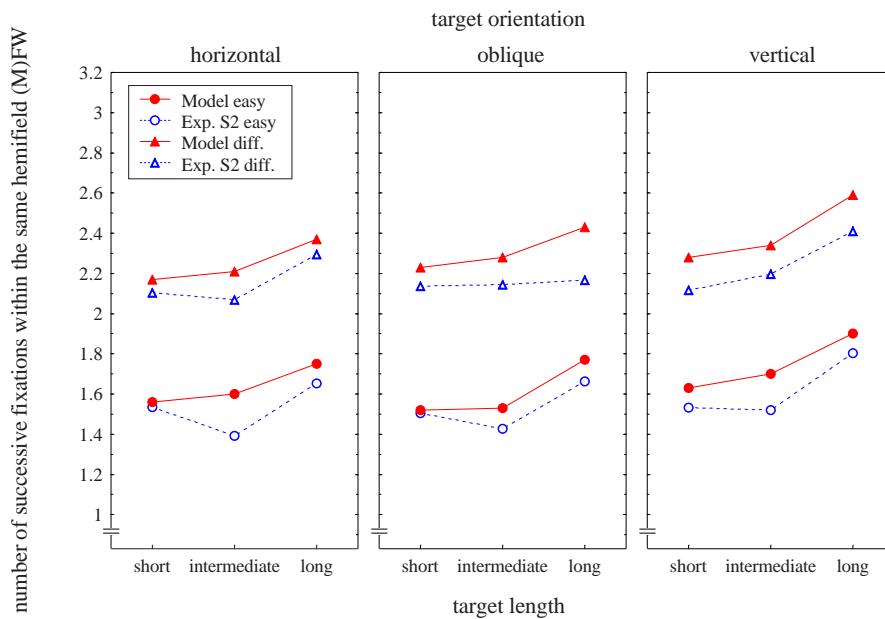 target orientation
horizontal
oblique
vertical
number of successive fixations within the same hemifield (M)FW
3.2
3
2.8
2.6
2.4
2.2
2
1.8
1.6
1.4
1.2
1
Model easy
Exp. S2 easy
Model diff.
Exp. S2 diff.
short intermediate long
short intermediate long
short intermediate long
target length